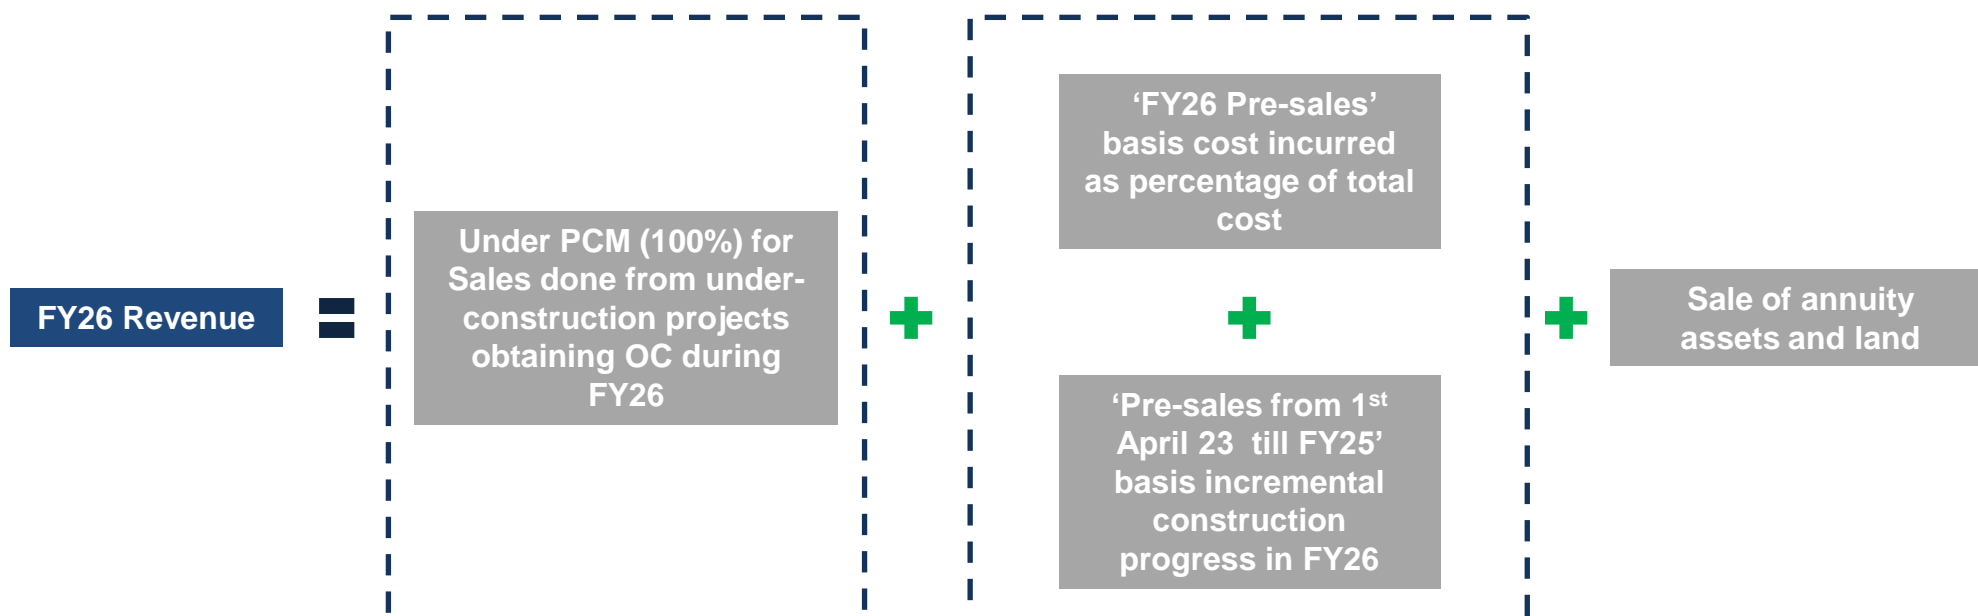 FY26 Revenue
=
Under PCM (100%) for
Sales done from under-
construction projects
obtaining OC during
FY26
+
‘FY26 Pre-sales’
basis cost incurred
as percentage of total
cost
+
‘Pre-sales from 1st
April 23 till FY25’
basis incremental
construction
progress in FY26
+
Sale of annuity
assets and land